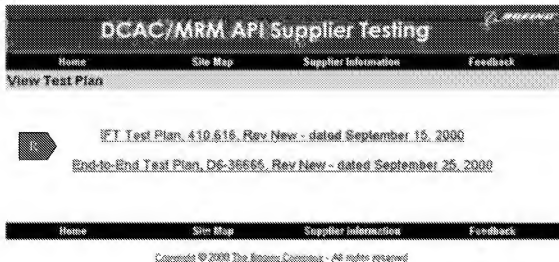 BOEING
DCAC/MRM API Supplier Testing
Home Site Map Supplier Information Feedback
View Test Plan
R
IFT Test Plan, 410.616, Rev New - dated September 15, 2000
End-to-End Test Plan, D6-36665, Rev New - dated September 25, 2000
Home Site Map Supplier Information Feedback
Copyright © 2000 The Boeing Company - All rights reserved